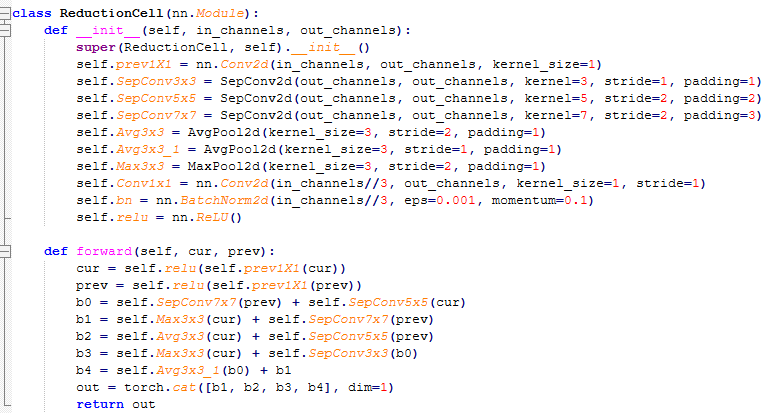 class ReductionCell(nn.Module):
    def __init__(self, in_channels, out_channels):
        super(ReductionCell, self).__init__()
        self.prev1X1 = nn.Conv2d(in_channels, out_channels, kernel_size=1)
        self.SepConv3x3 = SepConv2d(out_channels, out_channels, kernel=3, stride=1, padding=1)
        self.SepConv5x5 = SepConv2d(out_channels, out_channels, kernel=5, stride=2, padding=2)
        self.SepConv7x7 = SepConv2d(out_channels, out_channels, kernel=7, stride=2, padding=3)
        self.Avg3x3 = AvgPool2d(kernel_size=3, stride=2, padding=1)
        self.Avg3x3_1 = AvgPool2d(kernel_size=3, stride=1, padding=1)
        self.Max3x3 = MaxPool2d(kernel_size=3, stride=2, padding=1)
        self.Conv1x1 = nn.Conv2d(in_channels//3, out_channels, kernel_size=1, stride=1)
        self.bn = nn.BatchNorm2d(in_channels//3, eps=0.001, momentum=0.1)
        self.relu = nn.ReLU()

    def forward(self, cur, prev):
        cur = self.relu(self.prev1X1(cur))
        prev = self.relu(self.prev1X1(prev))
        b0 = self.SepConv7x7(prev) + self.SepConv5x5(cur)
        b1 = self.Max3x3(cur) + self.SepConv7x7(prev)
        b2 = self.Avg3x3(cur) + self.SepConv5x5(prev)
        b3 = self.Max3x3(cur) + self.SepConv3x3(b0)
        b4 = self.Avg3x3_1(b0) + b1
        out = torch.cat([b1, b2, b3, b4], dim=1)
        return out